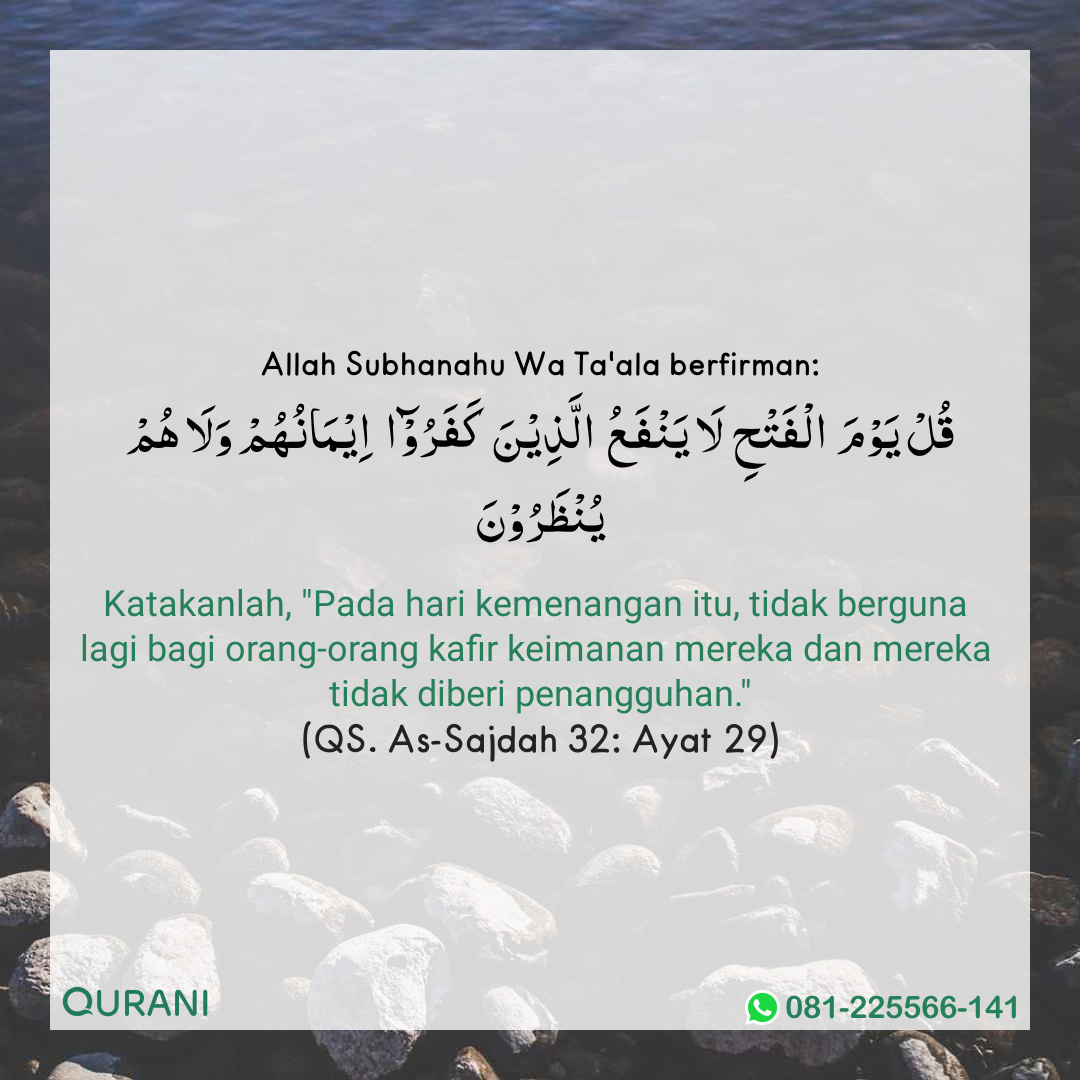 Allah Subhanahu Wa Ta'ala berfirman:
قُلْ يَوْمَ الْفَتْحِ لَا يَنْفَعُ الَّذِيْنَ كَفَرُوْۤا اِيْمَا نُهُمْ وَلَا هُمْ
يُنْظَرُوْنَ
Katakanlah, "Pada hari kemenangan itu, tidak berguna
lagi bagi orang-orang kafir keimanan mereka dan mereka
tidak diberi penangguhan."
(QS. As-Sajdah 32: Ayat 29)
QURANI
081-225566-141